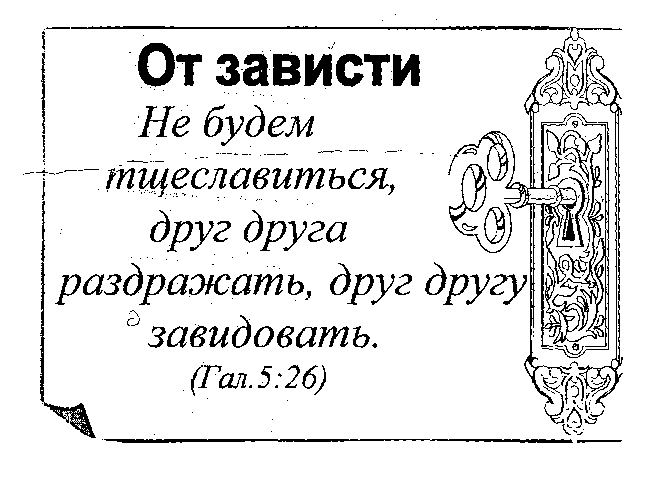 От зависти
Не будем
тщеславиться,
друг друга
раздражать, друг другу
завидовать.
(Гал.5:26)